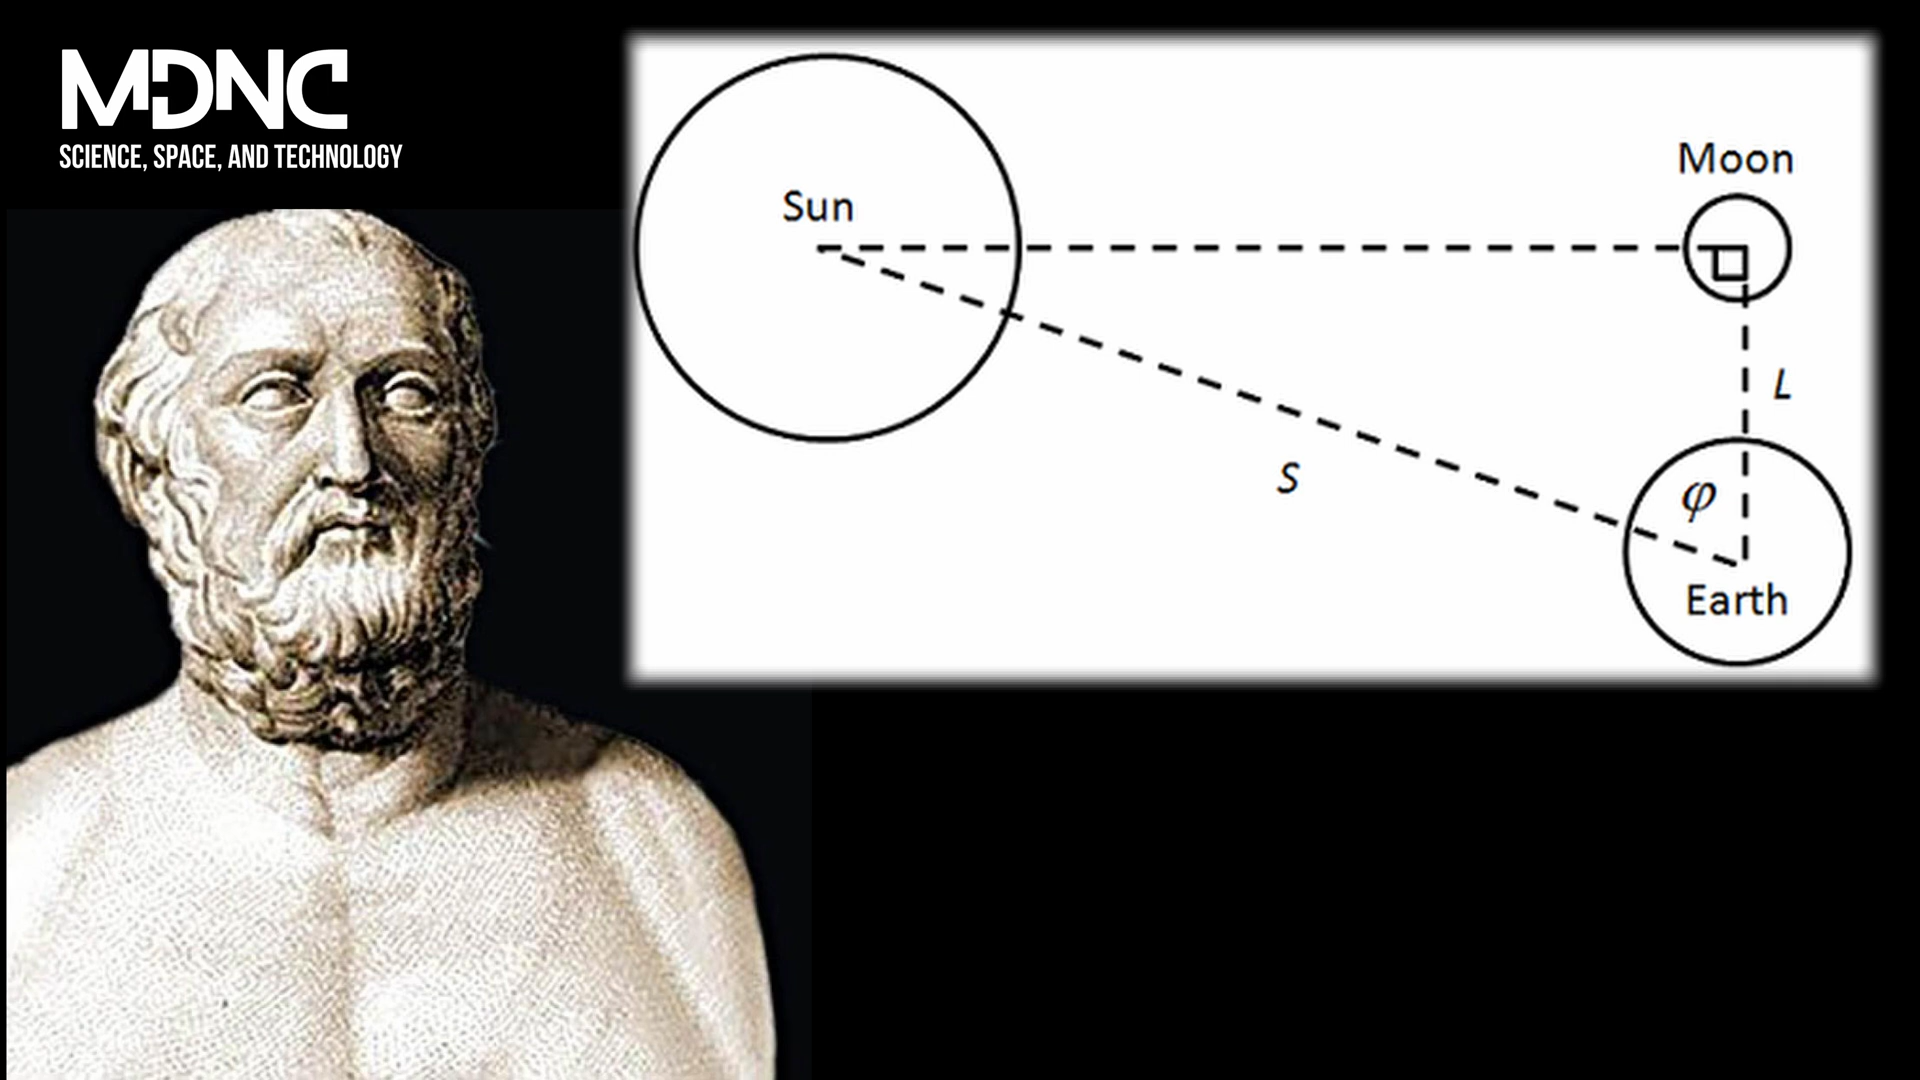 MDNC
SCIENCE, SPACE, AND TECHNOLOGY
Sun
Moon
L
S
φ
Earth